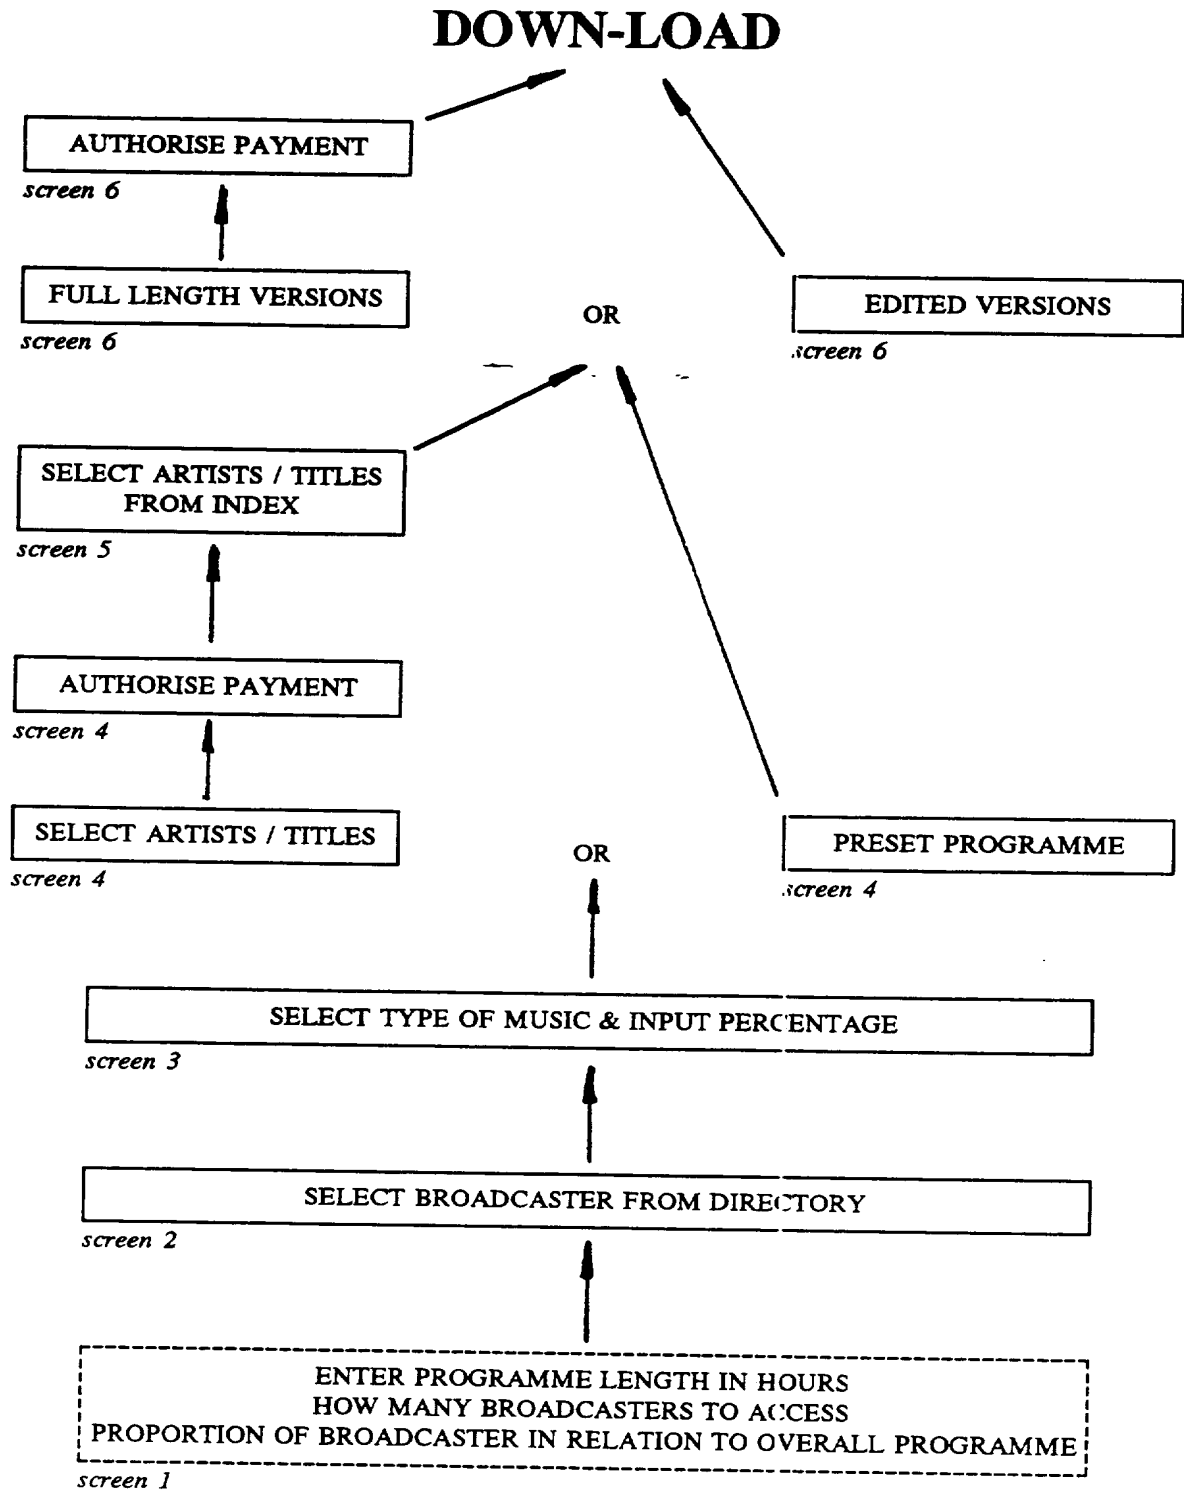 DOWN-LOAD
AUTHORISE PAYMENT
screen 6
FULL LENGTH VERSIONS
screen 6
OR
EDITED VERSIONS
screen 6
SELECT ARTISTS / TITLES
FROM INDEX
screen 5
AUTHORISE PAYMENT
screen 4
SELECT ARTISTS / TITLES
screen 4
OR
PRESET PROGRAMME
screen 4
SELECT TYPE OF MUSIC & INPUT PERCENTAGE
screen 3
SELECT BROADCASTER FROM DIRECTORY
screen 2
ENTER PROGRAMME LENGTH IN HOURS
HOW MANY BROADCASTERS TO ACCESS
PROPORTION OF BROADCASTER IN RELATION TO OVERALL PROGRAMME
screen 1